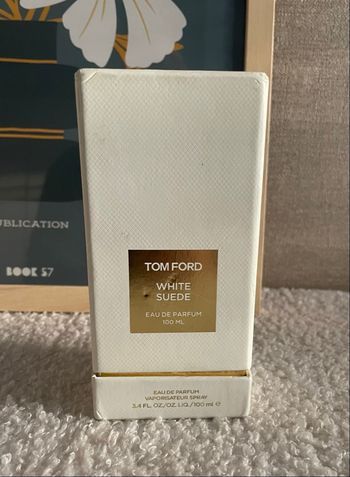 UBLICATION
BOOK 57
TOM FORD
WHITE
SUEDE
EAU DE PARFUM
100 ML
EAU DE PARFUM
VAPORISATEUR SPRAY
3.4 FL. OZ./OZ. LIQ./100 ml ℮